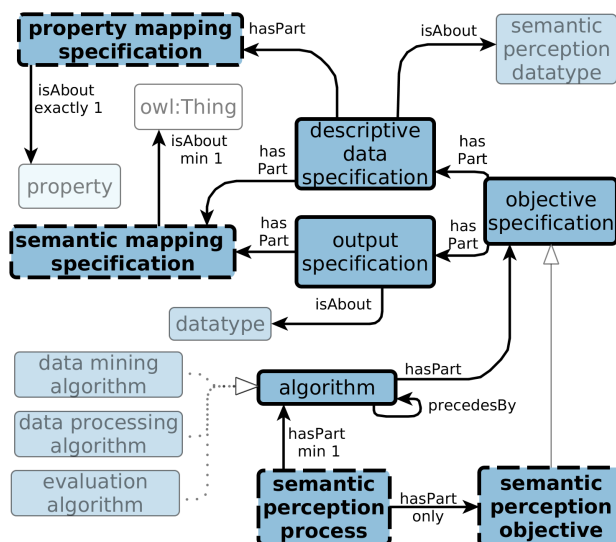 property mapping
specification
hasPart
isAbout
semantic
perception
datatype
isAbout
exactly 1
owl:Thing
isAbout
min 1
descriptive
data
specification
has
Part
has
Part
property
objective
specification
semantic mapping
specification
has
Part
output
specification
has
Part
isAbout
datatype
data mining
algorithm
algorithm
hasPart
precedesBy
data processing
algorithm
hasPart
min 1
evaluation
algorithm
semantic
perception
process
hasPart
only
semantic
perception
objective